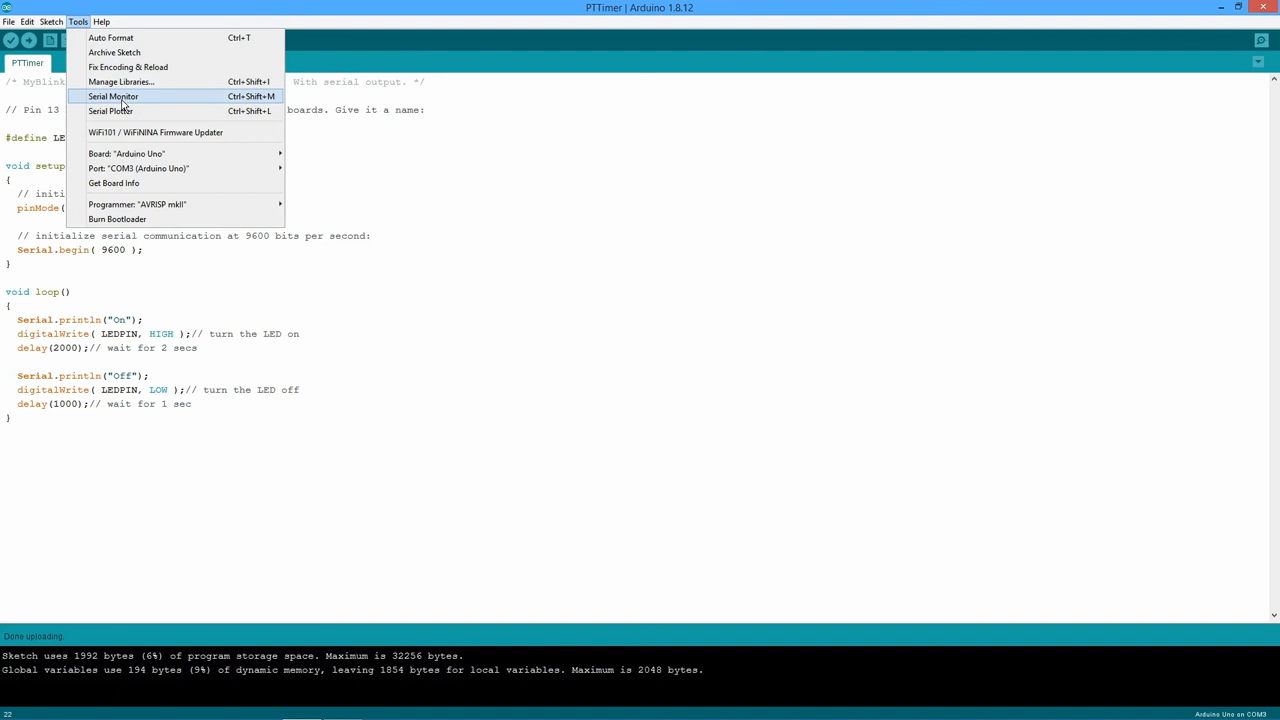 PTTimer | Arduino 1.8.12
File Edit Sketch Tools Help
Auto Format Ctrl+T
Archive Sketch
Fix Encoding & Reload
Manage Libraries... Ctrl+Shift+I
Serial Monitor Ctrl+Shift+M
Serial Plotter Ctrl+Shift+L
WiFi101 / WiFiNINA Firmware Updater
Board: "Arduino Uno"
Port: "COM3 (Arduino Uno)"
Get Board Info
Programmer: "AVRISP mkII"
Burn Bootloader
PTTimer
/* MyBlink With serial output. */
// Pin 13 boards. Give it a name:
#define LE
void setup
{
// initi
pinMode(
// initialize serial communication at 9600 bits per second:
Serial.begin( 9600 );
}
void loop()
{
Serial.println("On");
digitalWrite( LEDPIN, HIGH );// turn the LED on
delay(2000);// wait for 2 secs
Serial.println("Off");
digitalWrite( LEDPIN, LOW );// turn the LED off
delay(1000);// wait for 1 sec
}
Done uploading.
Sketch uses 1992 bytes (6%) of program storage space. Maximum is 32256 bytes.
Global variables use 194 bytes (9%) of dynamic memory, leaving 1854 bytes for local variables. Maximum is 2048 bytes.
22 Arduino Uno on COM3